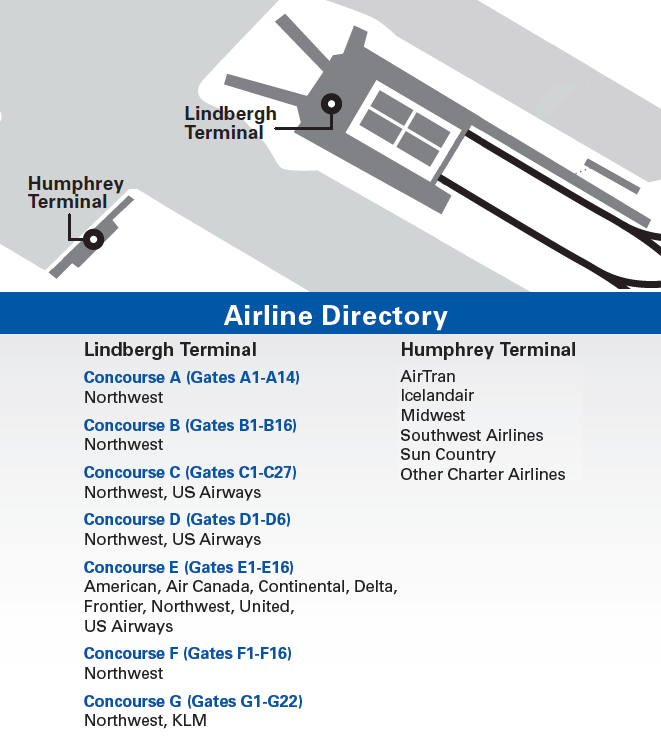 Lindbergh
Terminal
Humphrey
Terminal
Airline Directory
Lindbergh Terminal
Concourse A (Gates A1-A14)
Northwest
Concourse B (Gates B1-B16)
Northwest
Concourse C (Gates C1-C27)
Northwest, US Airways
Concourse D (Gates D1-D6)
Northwest, US Airways
Concourse E (Gates E1-E16)
American, Air Canada, Continental, Delta,
Frontier, Northwest, United,
US Airways
Concourse F (Gates F1-F16)
Northwest
Concourse G (Gates G1-G22)
Northwest, KLM
Humphrey Terminal
AirTran
Icelandair
Midwest
Southwest Airlines
Sun Country
Other Charter Airlines